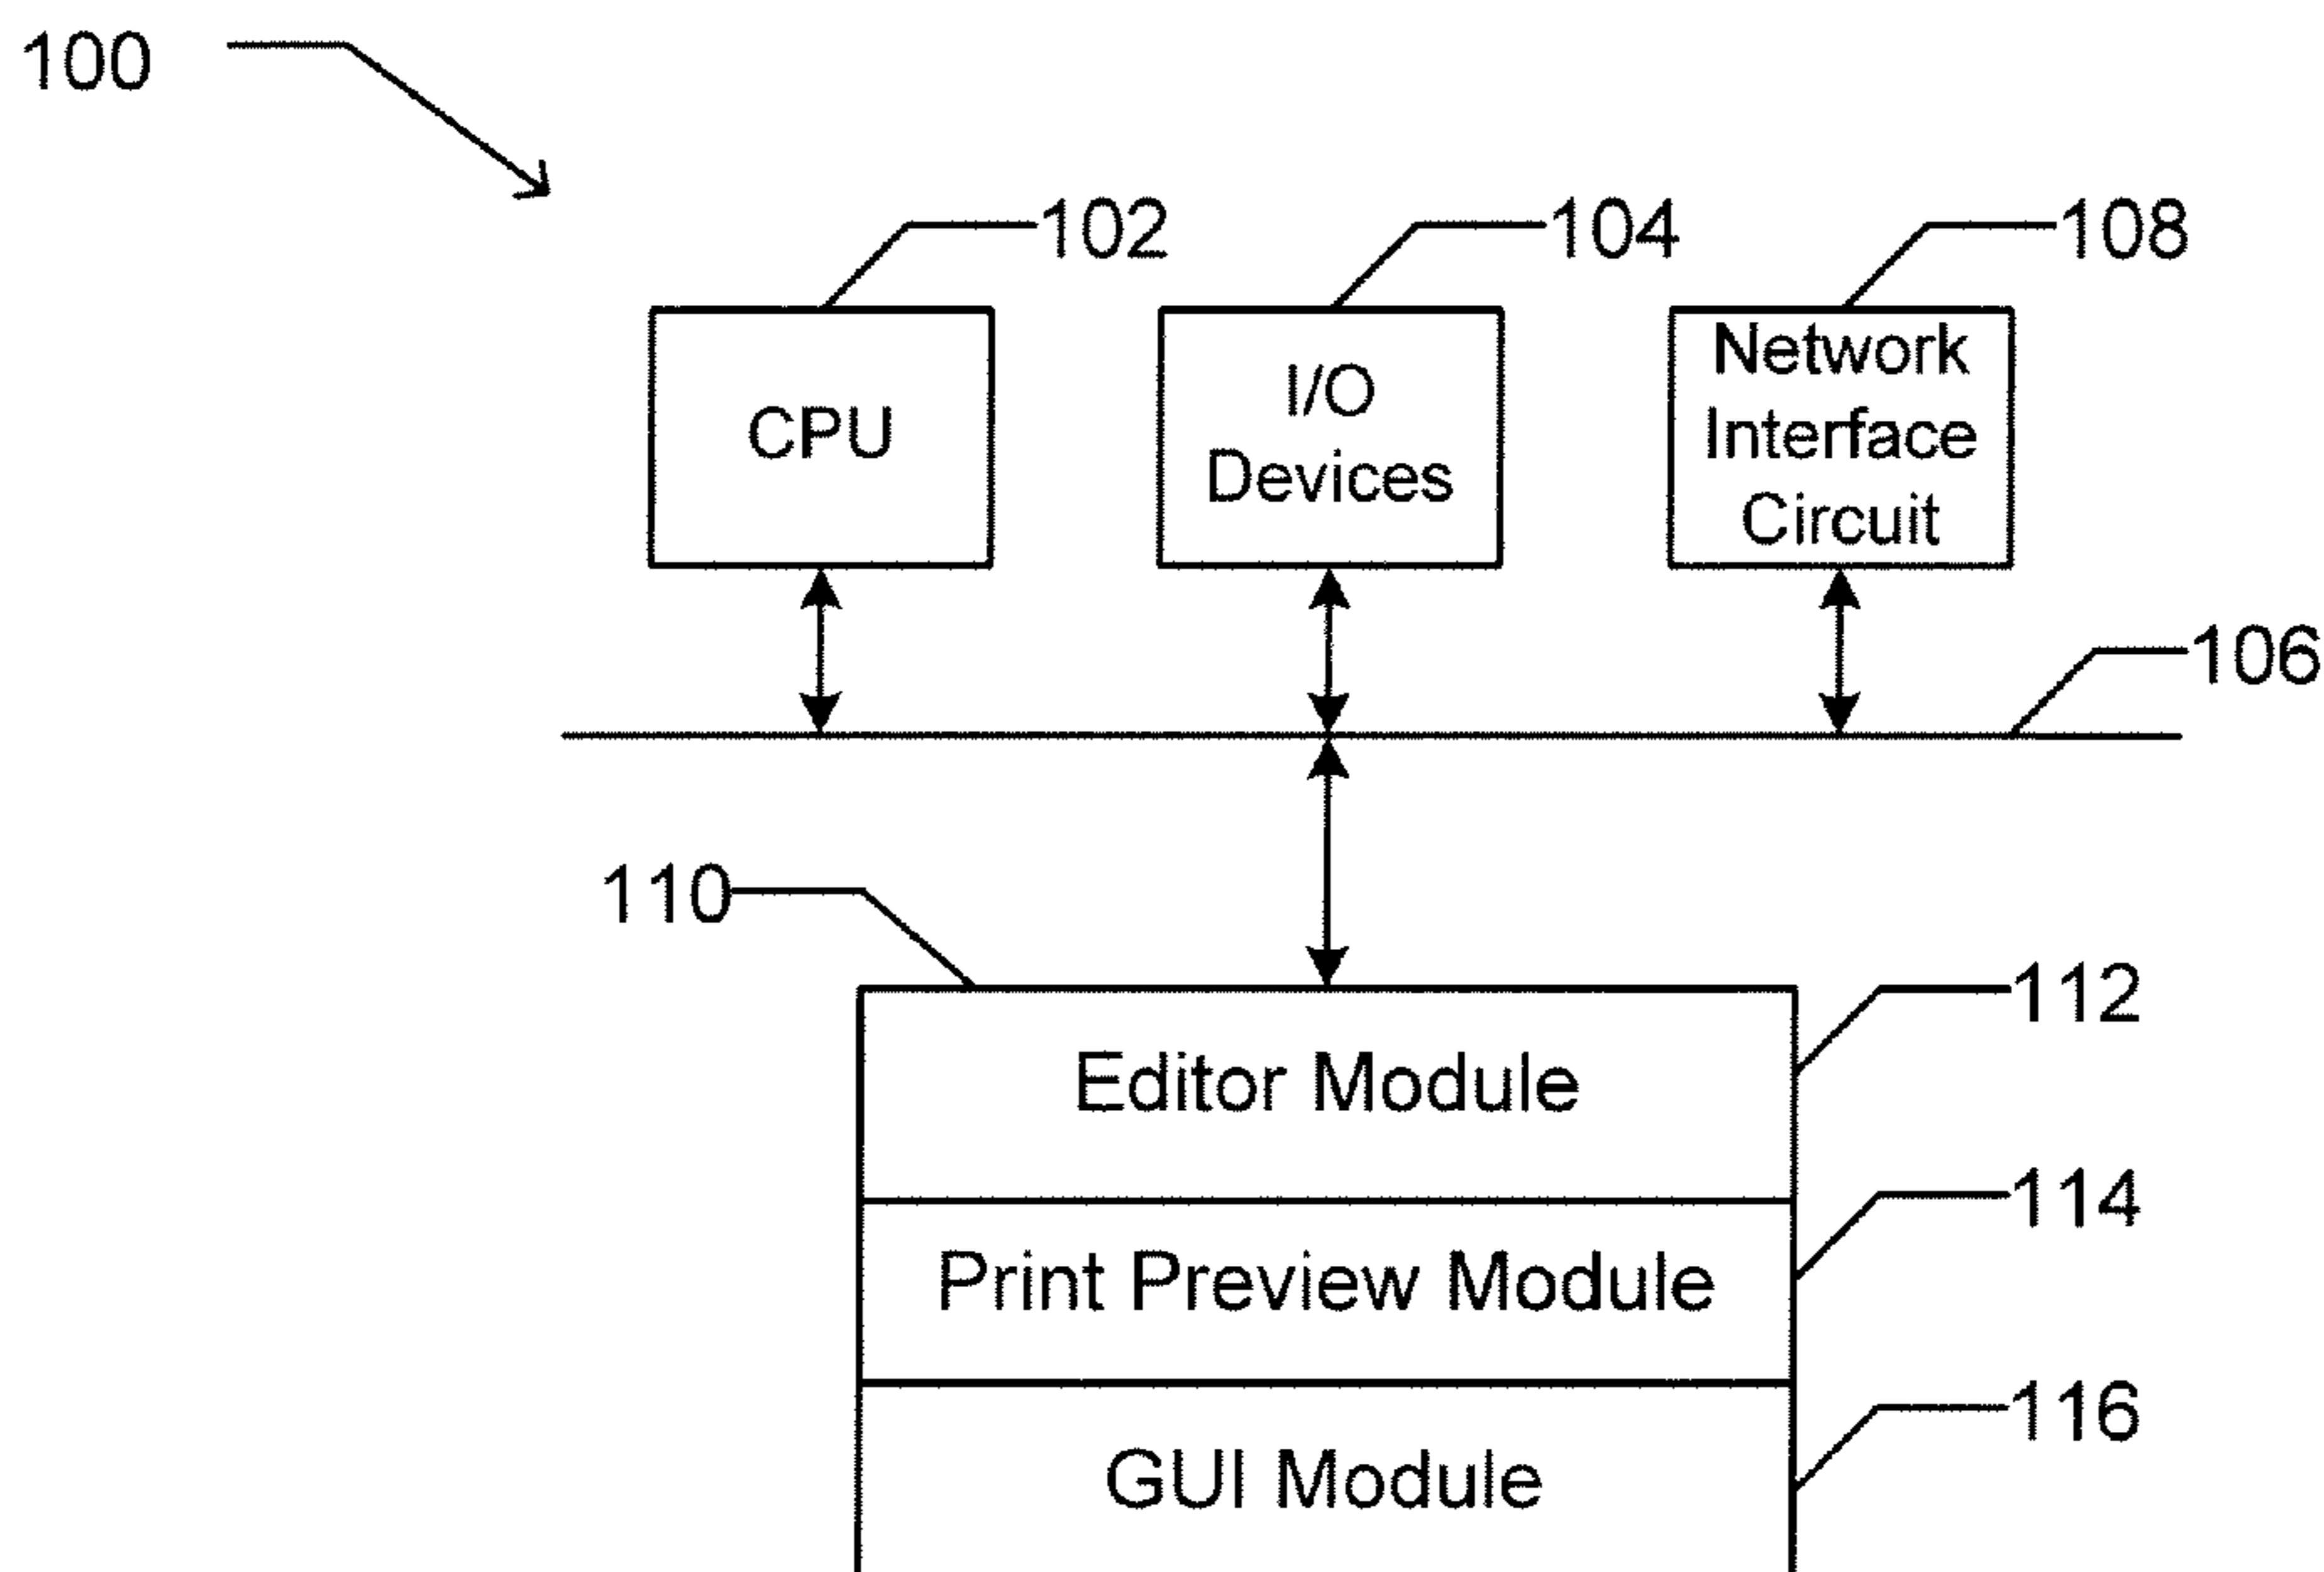 100
102
104
108
CPU
I/O
Devices
Network
Interface
Circuit
106
110
112
Editor Module
114
Print Preview Module
116
GUI Module